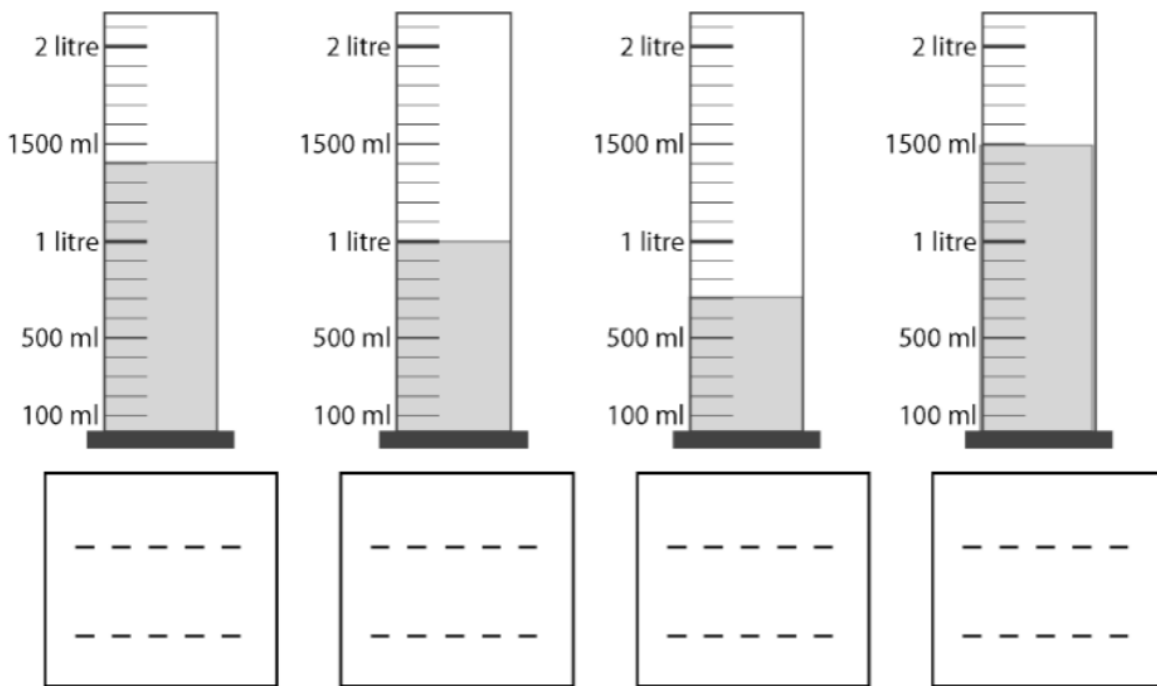 2 litre 2 litre 2 litre 2 litre
1500 ml 1500 ml 1500 ml 1500 ml
1 litre 1 litre 1 litre 1 litre
500 ml 500 ml 500 ml 500 ml
100 ml 100 ml 100 ml 100 ml